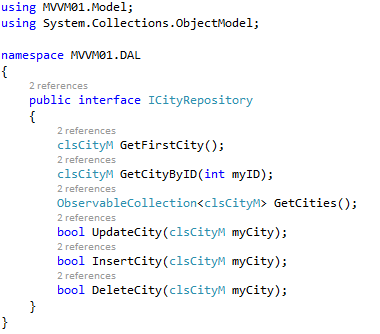 using MVVM01.Model;
using System.Collections.ObjectModel;
namespace MVVM01.DAL
{
2 references
public interface ICityRepository
{
2 references
clsCityM GetFirstCity();
2 references
clsCityM GetCityByID(int myID);
2 references
ObservableCollection<clsCityM> GetCities();
2 references
bool UpdateCity(clsCityM myCity);
2 references
bool InsertCity(clsCityM myCity);
2 references
bool DeleteCity(clsCityM myCity);
}
}